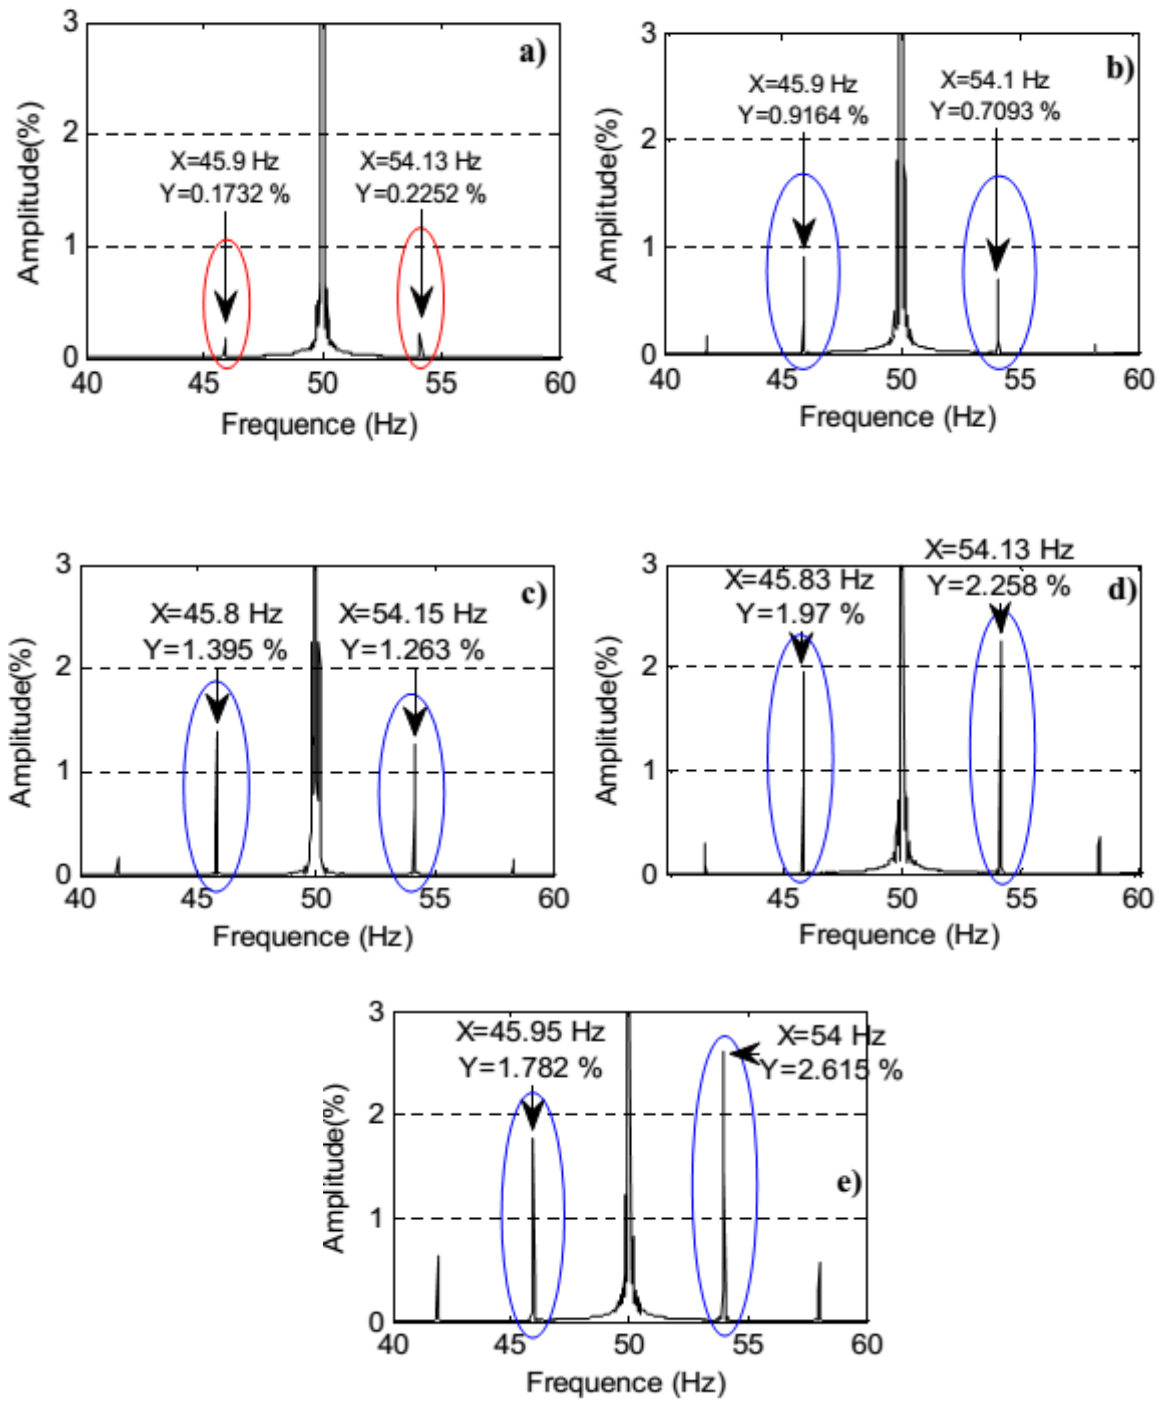 3
2
1
0
Amplitude(%)
a)
X=45.9 Hz
Y=0.1732 %
X=54.13 Hz
Y=0.2252 %
40
45
50
55
60
Frequence (Hz)
3
2
1
0
Amplitude(%)
b)
X=45.9 Hz
Y=0.9164 %
X=54.1 Hz
Y=0.7093 %
40
45
50
55
60
Frequence (Hz)
3
2
1
0
Amplitude(%)
c)
X=45.8 Hz
Y=1.395 %
X=54.15 Hz
Y=1.263 %
40
45
50
55
60
Frequence (Hz)
3
2
1
0
Amplitude(%)
d)
X=45.83 Hz
Y=1.97 %
X=54.13 Hz
Y=2.258 %
45
50
55
60
Frequence (Hz)
3
2
1
0
Amplitude(%)
e)
X=45.95 Hz
Y=1.782 %
X=54 Hz
Y=2.615 %
40
45
50
55
60
Frequence (Hz)